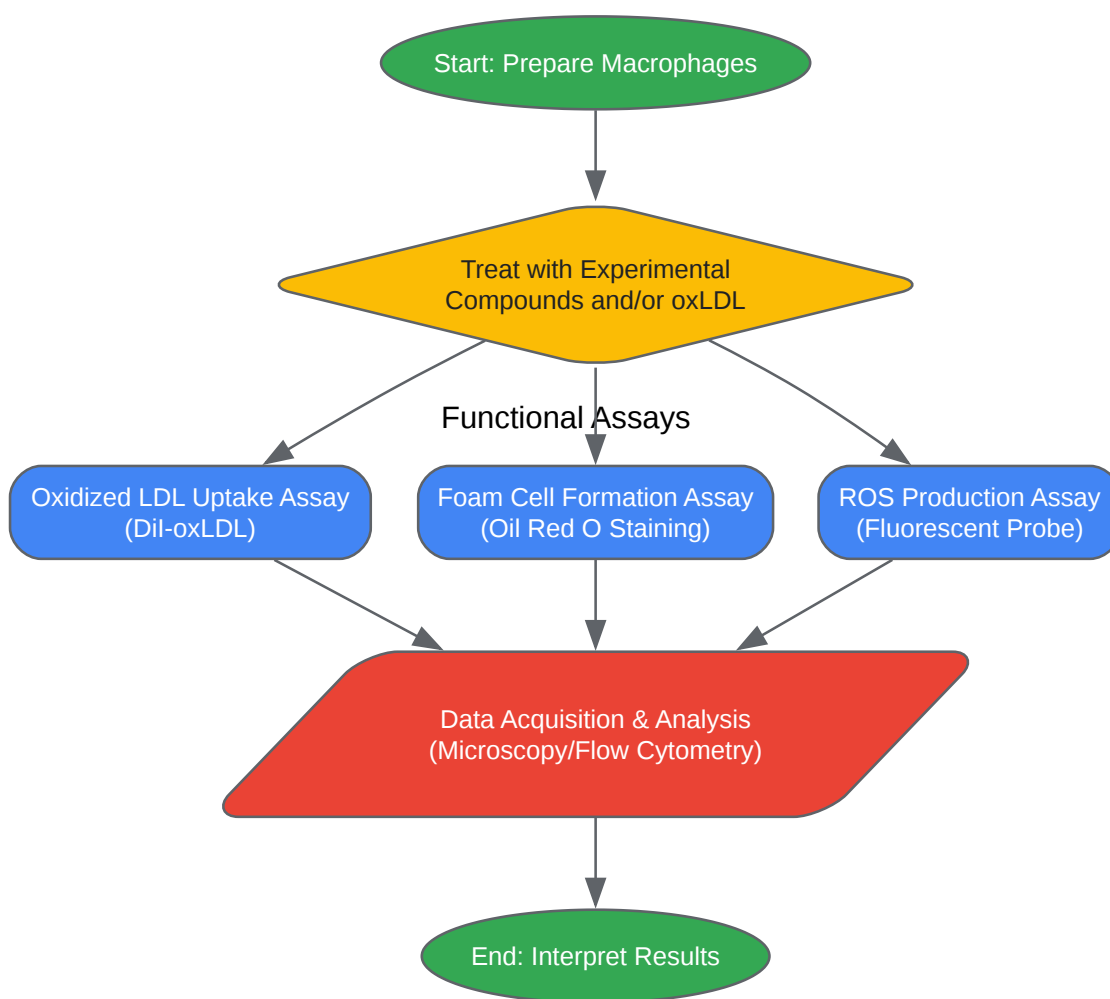 Start: Prepare Macrophages
Treat with Experimental
Compounds and/or oxLDL
Functional Assays
Oxidized LDL Uptake Assay
(DiI-oxLDL)
Foam Cell Formation Assay
(Oil Red O Staining)
ROS Production Assay
(Fluorescent Probe)
Data Acquisition & Analysis
(Microscopy/Flow Cytometry)
End: Interpret Results